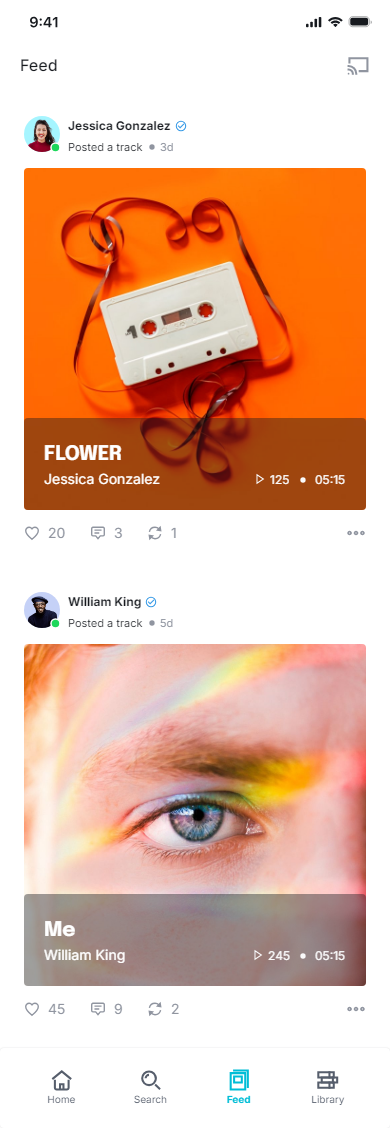 9:41
Feed
Jessica Gonzalez
Posted a track • 3d
1
FLOWER
Jessica Gonzalez
125 • 05:15
20 3 1
William King
Posted a track • 5d
Me
William King
245 • 05:15
45 9 2
Home Search Feed Library